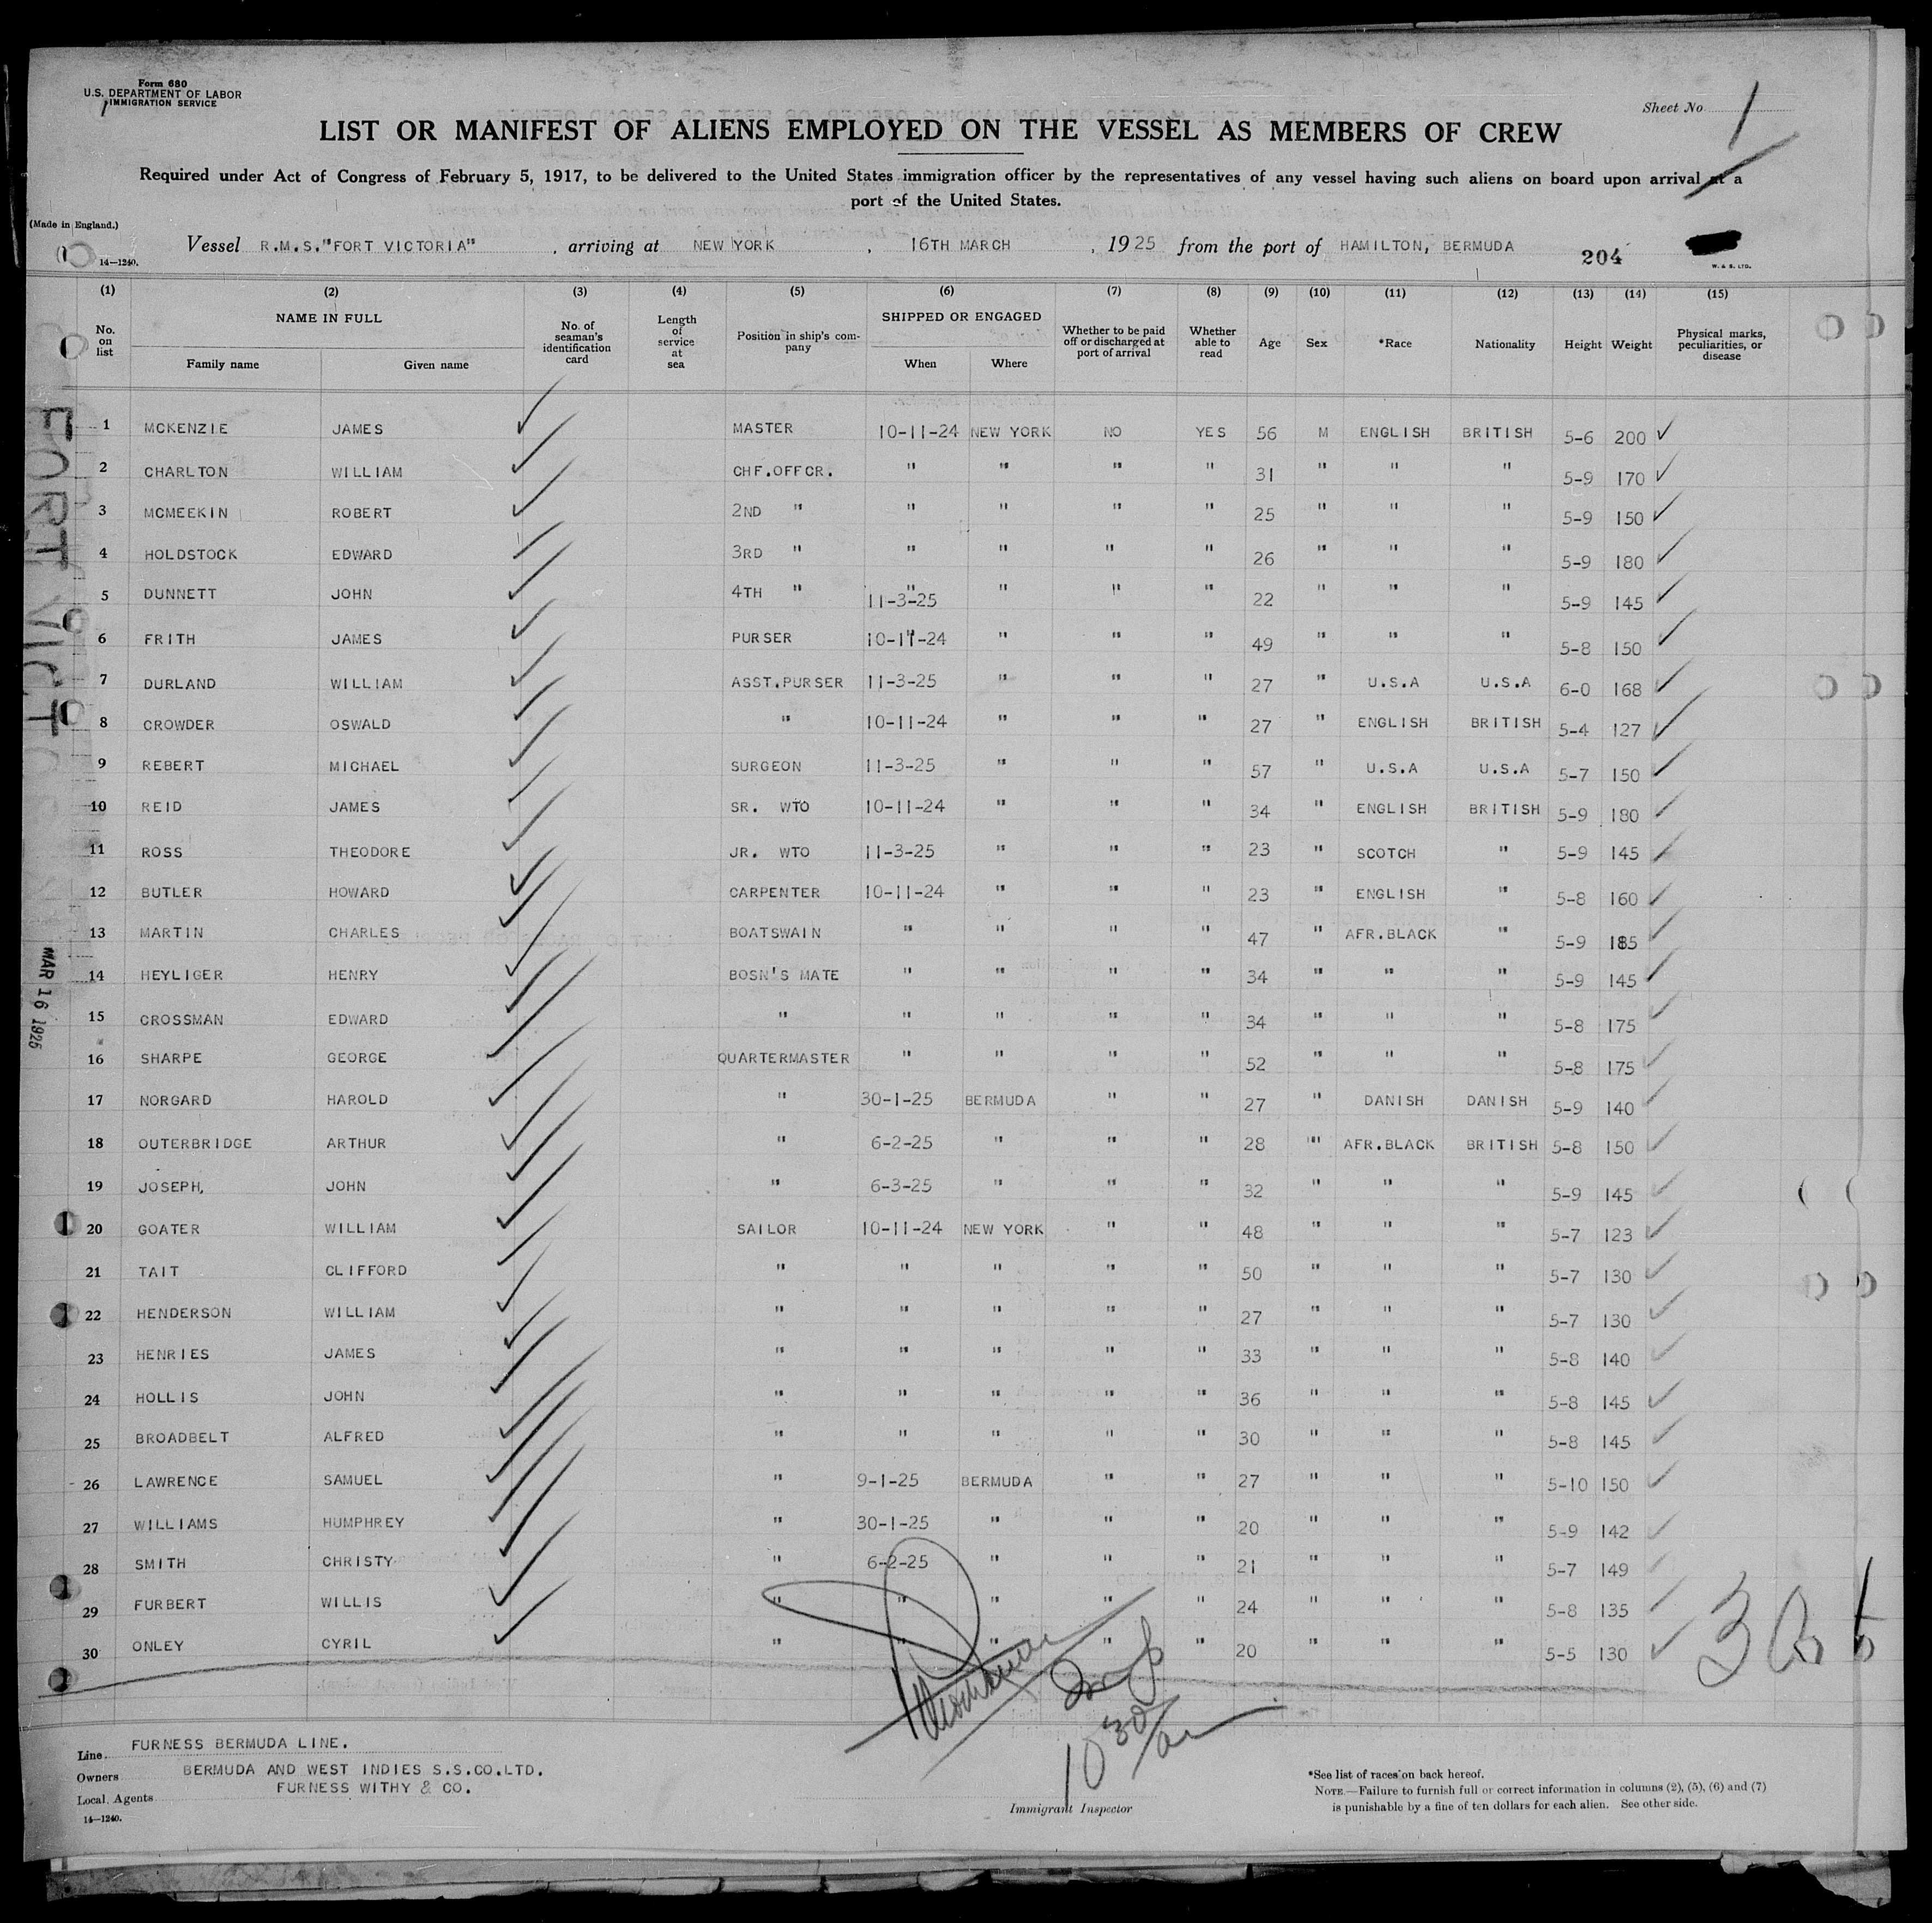 Form 680
U.S. DEPARTMENT OF LABOR
IMMIGRATION SERVICE
Sheet No. 1
LIST OR MANIFEST OF ALIENS EMPLOYED ON THE VESSEL AS MEMBERS OF CREW
Required under Act of Congress of February 5, 1917, to be delivered to the United States immigration officer by the representatives of any vessel having such aliens on board upon arrival at a
port of the United States.
(Made in England.)
Vessel R.M.S."FORT VICTORIA" , arriving at NEW YORK , 16TH MARCH , 1925 from the port of HAMILTON, BERMUDA 204
14—1240.
W. & S. LTD.
(1) (2) (3) (4) (5) (6) (7) (8) (9) (10) (11) (12) (13) (14) (15)
No. on list NAME IN FULL Family name Given name No. of seaman's identification card Length of service at sea Position in ship's company SHIPPED OR ENGAGED When Where Whether to be paid off or discharged at port of arrival Whether able to read Age Sex *Race Nationality Height Weight Physical marks, peculiarities, or disease
1 MCKENZIE JAMES MASTER 10-11-24 NEW YORK NO YES 56 M ENGLISH BRITISH 5-6 200
2 CHARLTON WILLIAM CHF.OFFCR. " " " " 31 " " " 5-9 170
3 MCMEEKIN ROBERT 2ND " " " " " 25 " " " 5-9 150
4 HOLDSTOCK EDWARD 3RD " " " " " 26 " " " 5-9 180
5 DUNNETT JOHN 4TH " 11-3-25 " " " 22 " " " 5-9 145
6 FRITH JAMES PURSER 10-11-24 " " " 49 " " " 5-8 150
7 DURLAND WILLIAM ASST.PURSER 11-3-25 " " " 27 " U.S.A U.S.A 6-0 168
8 CROWDER OSWALD " 10-11-24 " " " 27 " ENGLISH BRITISH 5-4 127
9 REBERT MICHAEL SURGEON 11-3-25 " " " 57 " U.S.A U.S.A 5-7 150
10 REID JAMES SR. WTO 10-11-24 " " " 34 " ENGLISH BRITISH 5-9 180
11 ROSS THEODORE JR. WTO 11-3-25 " " " 23 " SCOTCH " 5-9 145
12 BUTLER HOWARD CARPENTER 10-11-24 " " " 23 " ENGLISH " 5-8 160
13 MARTIN CHARLES BOATSWAIN " " " " 47 " AFR.BLACK " 5-9 185
14 HEYLIGER HENRY BOSN'S MATE " " " " 34 " " " 5-9 145
15 CROSSMAN EDWARD " " " " " 34 " " " 5-8 175
16 SHARPE GEORGE QUARTERMASTER " " " " 52 " " " 5-8 175
17 NORGARD HAROLD " 30-1-25 BERMUDA " " 27 " DANISH DANISH 5-9 140
18 OUTERBRIDGE ARTHUR " 6-2-25 " " " 28 " AFR.BLACK BRITISH 5-8 150
19 JOSEPH, JOHN " 6-3-25 " " " 32 " " " 5-9 145
20 GOATER WILLIAM SAILOR 10-11-24 NEW YORK " " 48 " " " 5-7 123
21 TAIT CLIFFORD " " " " " 50 " " " 5-7 130
22 HENDERSON WILLIAM " " " " " 27 " " " 5-7 130
23 HENRIES JAMES " " " " " 33 " " " 5-8 140
24 HOLLIS JOHN " " " " " 36 " " " 5-8 145
25 BROADBELT ALFRED " " " " " 30 " " " 5-8 145
26 LAWRENCE SAMUEL " 9-1-25 BERMUDA " " 27 " " " 5-10 150
27 WILLIAMS HUMPHREY " 30-1-25 " " " 20 " " " 5-9 142
28 SMITH CHRISTY " 6-2-25 " " " 21 " " " 5-7 149
29 FURBERT WILLIS " " " " " 24 " " " 5-8 135
30 ONLEY CYRIL " " " " " 20 " " " 5-5 130
FORT VICTORIA
MAR 16 1925
Insp
10 30/am
Line FURNESS BERMUDA LINE.
Owners BERMUDA AND WEST INDIES S.S.CO.LTD.
Local Agents FURNESS WITHY & CO.
14—1240.
Immigrant Inspector
*See list of races on back hereof.
NOTE.—Failure to furnish full or correct information in columns (2), (5), (6) and (7)
is punishable by a fine of ten dollars for each alien. See other side.